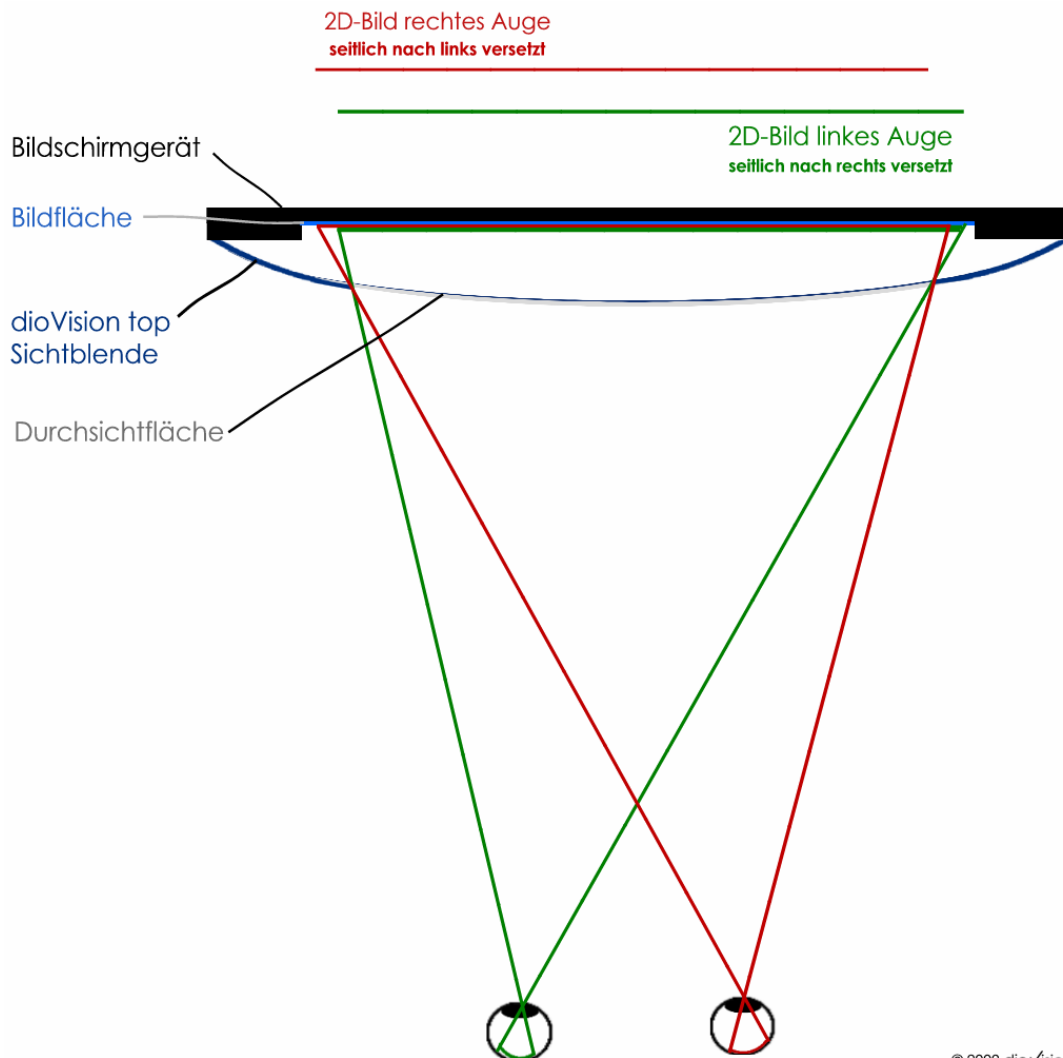 2D-Bild rechtes Auge
seitlich nach links versetzt
2D-Bild linkes Auge
seitlich nach rechts versetzt
Bildschirmgerät
Bildfläche
dioVision top
Sichtblende
Durchsichtfläche